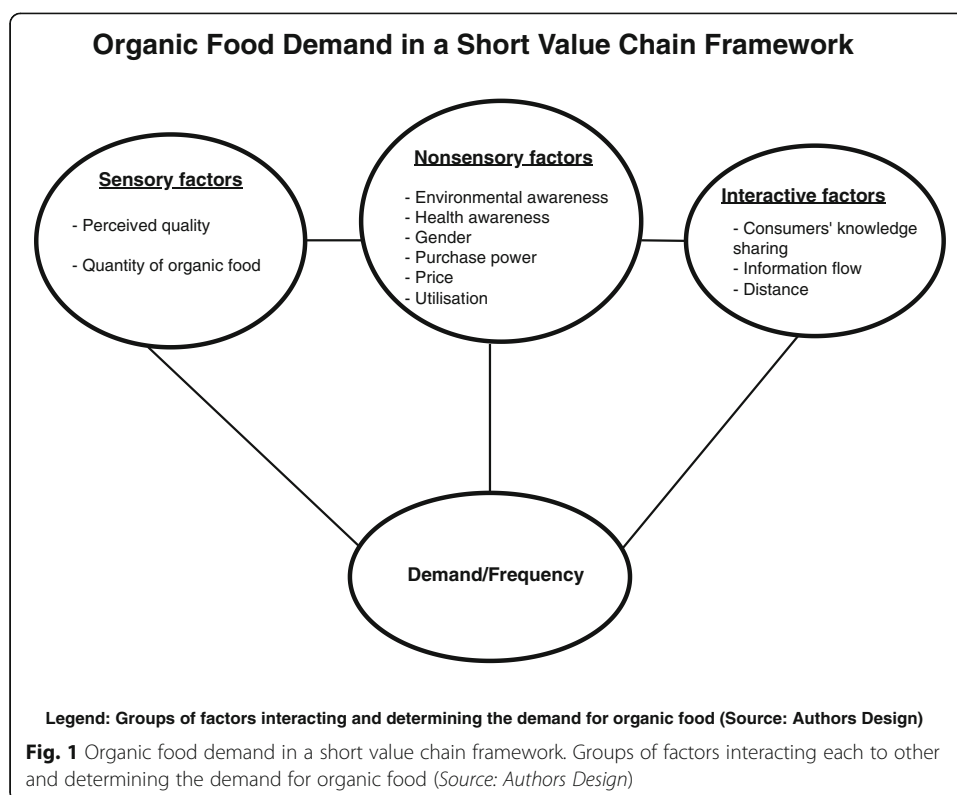 Organic Food Demand in a Short Value Chain Framework
Sensory factors
- Perceived quality
- Quantity of organic food
Nonsensory factors
- Environmental awareness
- Health awareness
- Gender
- Purchase power
- Price
- Utilisation
Interactive factors
- Consumers' knowledge
sharing
- Information flow
- Distance
Demand/Frequency
Legend: Groups of factors interacting and determining the demand for organic food (Source: Authors Design)
Fig. 1 Organic food demand in a short value chain framework. Groups of factors interacting each to other
and determining the demand for organic food (Source: Authors Design)